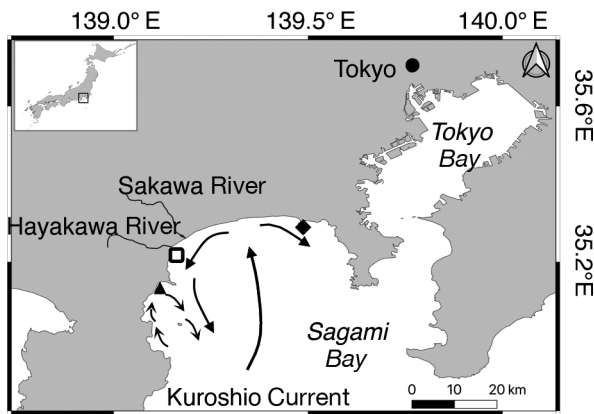 139.0° E 139.5° E 140.0° E
Tokyo
35.6°E
Tokyo
Bay
Sakawa River
Hayakawa River
35.2°E
Sagami
Bay
Kuroshio Current
0 10 20 km